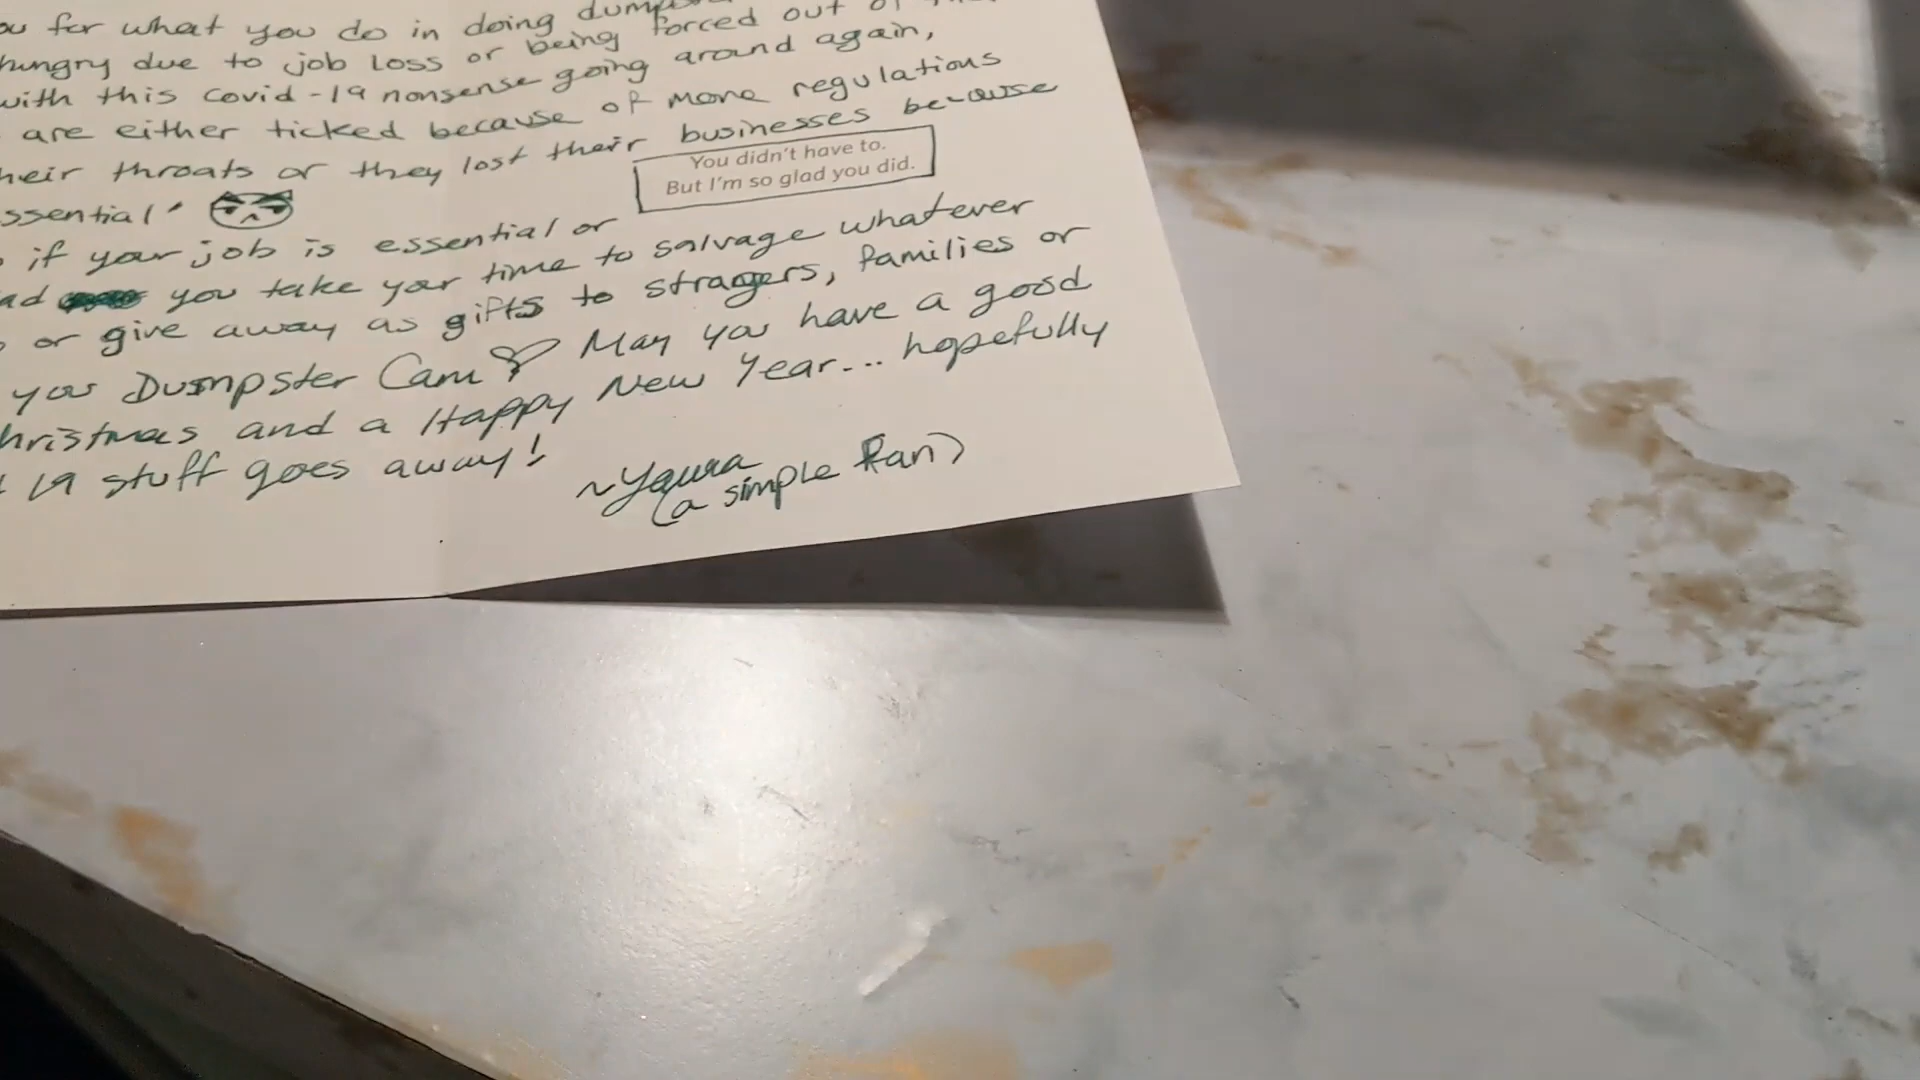 for what you do in doing
hungry due to job loss or being forced out of
with this covid-19 nonsense going around again,
are either ticked because of more regulations
their throats or they lost their businesses because
You didn't have to.
But I'm so glad you did.
if your job is essential or
you take your time to salvage whatever
or give away as gifts to stragers, families or
you Dumpster Cam May you have a good
hristmas and a Happy New Year... hopefully
19 stuff goes away!
(a simple Fan)